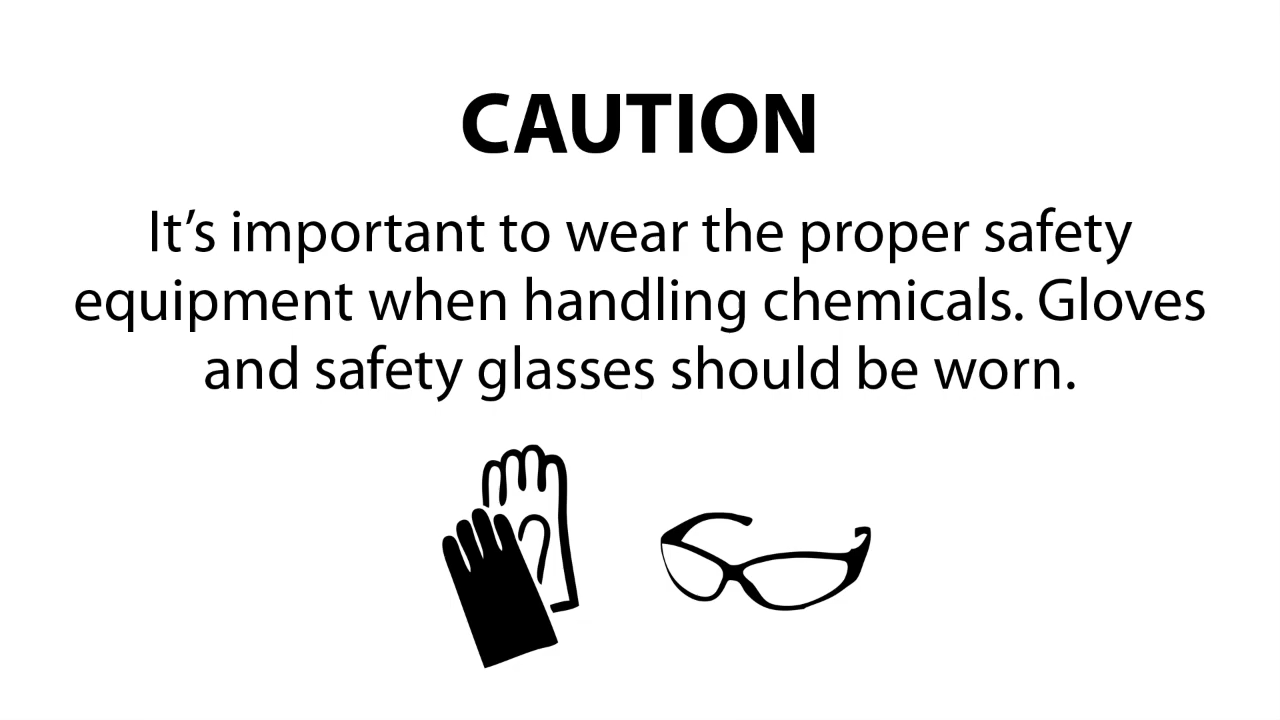 CAUTION
It’s important to wear the proper safety
equipment when handling chemicals. Gloves
and safety glasses should be worn.